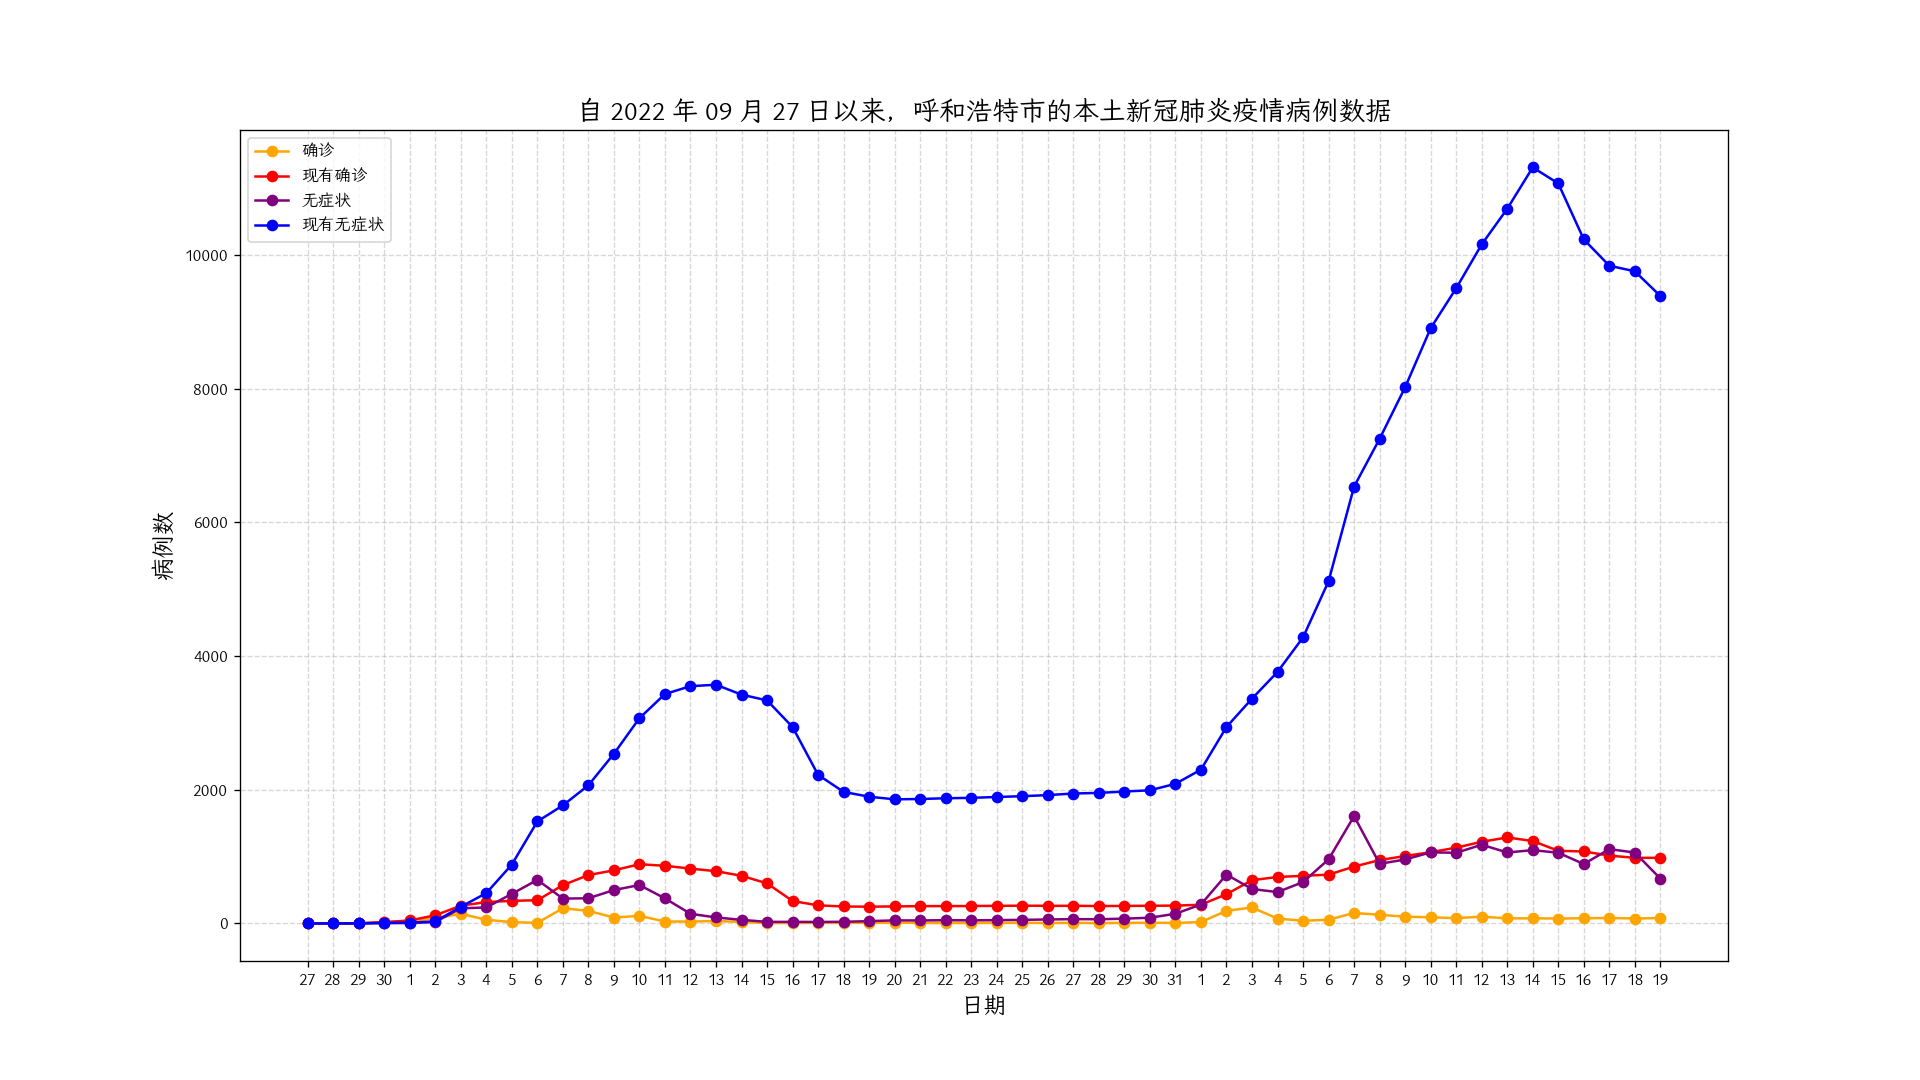 自 2022 年 09 月 27 日以来，呼和浩特市的本土新冠肺炎疫情病例数据
确诊
现有确诊
无症状
现有无症状
病例数
10000
8000
6000
4000
2000
0
27 28 29 30 1 2 3 4 5 6 7 8 9 10 11 12 13 14 15 16 17 18 19 20 21 22 23 24 25 26 27 28 29 30 31 1 2 3 4 5 6 7 8 9 10 11 12 13 14 15 16 17 18 19
日期